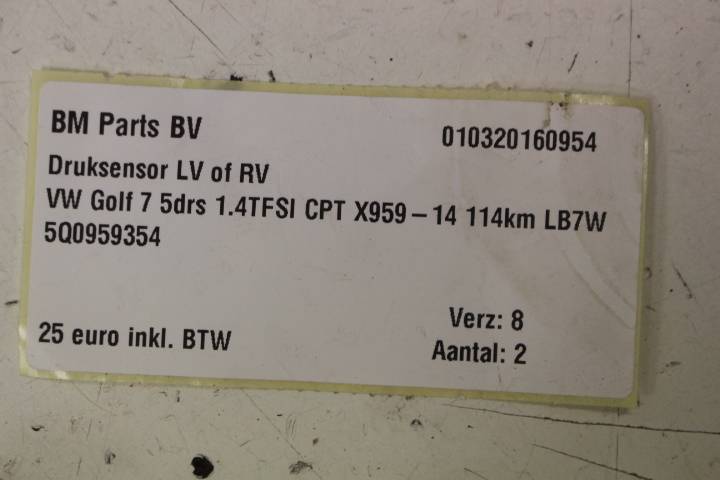 BM Parts BV 010320160954
Druksensor LV of RV
VW Golf 7 5drs 1.4TFSI CPT X959 – 14 114km LB7W
5Q0959354
Verz: 8
25 euro inkl. BTW
Aantal: 2